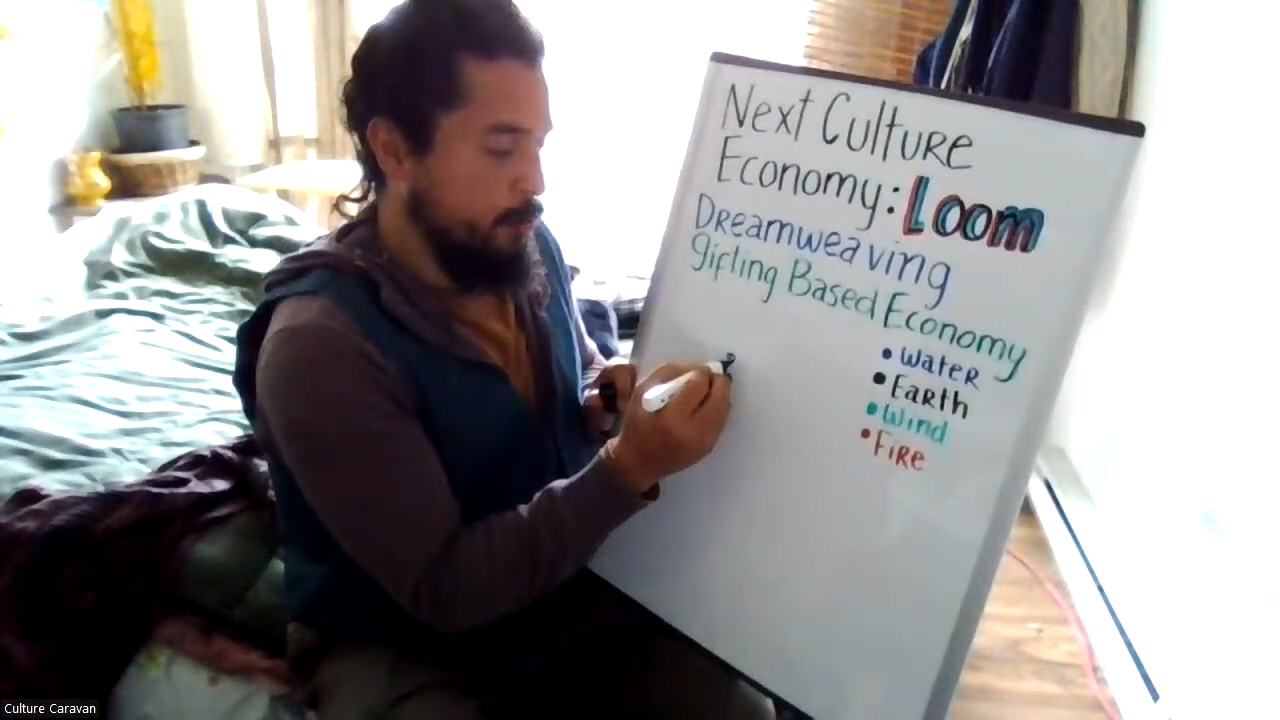 Next Culture
Economy: Loom
Dreamweaving
Gifting Based Economy
• Water
• Earth
• Wind
• Fire
Culture Caravan